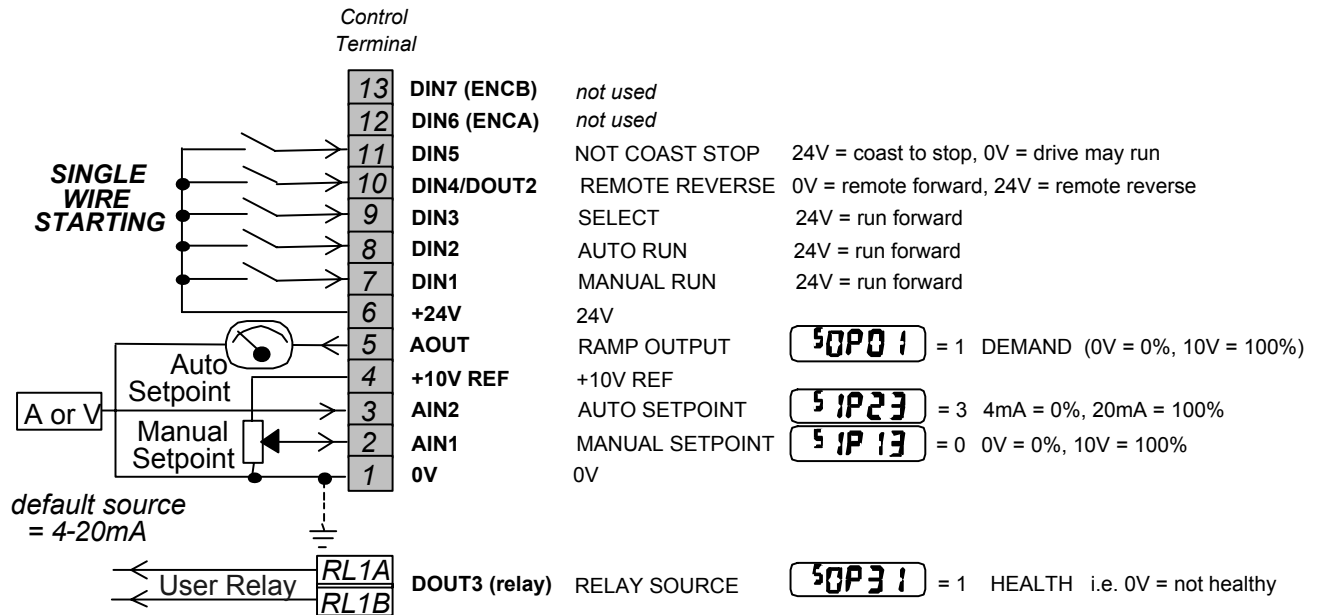 Control
Terminal
13 DIN7 (ENCB) not used
12 DIN6 (ENCA) not used
11 DIN5 NOT COAST STOP 24V = coast to stop, 0V = drive may run
SINGLE
WIRE
STARTING
10 DIN4/DOUT2 REMOTE REVERSE 0V = remote forward, 24V = remote reverse
9 DIN3 SELECT 24V = run forward
8 DIN2 AUTO RUN 24V = run forward
7 DIN1 MANUAL RUN 24V = run forward
6 +24V 24V
5 AOUT RAMP OUTPUT SOP01 = 1 DEMAND (0V = 0%, 10V = 100%)
Auto
Setpoint
4 +10V REF +10V REF
A or V
3 AIN2 AUTO SETPOINT SIP23 = 3 4mA = 0%, 20mA = 100%
Manual
Setpoint
2 AIN1 MANUAL SETPOINT SIP13 = 0 0V = 0%, 10V = 100%
1 0V 0V
default source
= 4-20mA
User Relay
RL1A
RL1B
DOUT3 (relay) RELAY SOURCE SOP31 = 1 HEALTH i.e. 0V = not healthy